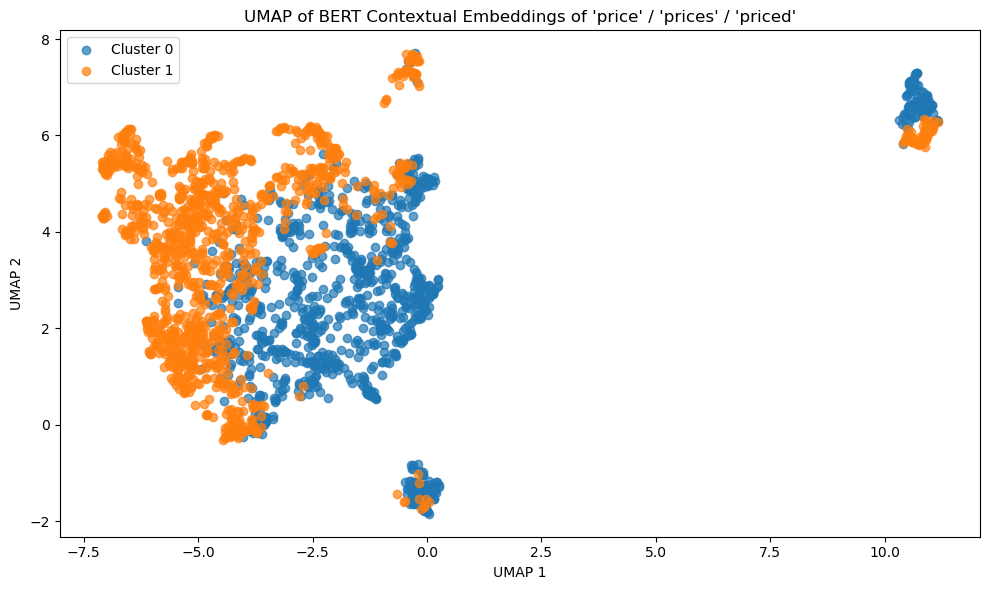 UMAP of BERT Contextual Embeddings of 'price' / 'prices' / 'priced'
Cluster 0
Cluster 1
8
6
4
2
0
−2
UMAP 2
−7.5 −5.0 −2.5 0.0 2.5 5.0 7.5 10.0
UMAP 1